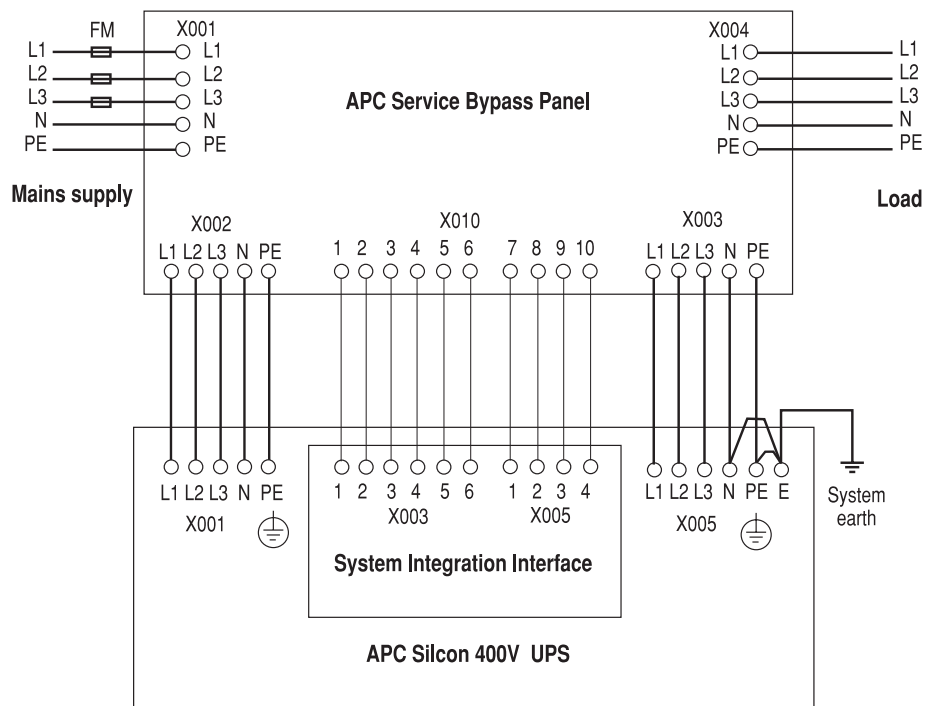 FM X001 X004
L1 L1 L1 L1
L2 L2 L2 L2
L3 L3 APC Service Bypass Panel L3 L3
N N N N
PE PE PE PE
Mains supply Load
X002 X010 X003
L1 L2 L3 N PE 1 2 3 4 5 6 7 8 9 10 L1 L2 L3 N PE
L1 L2 L3 N PE 1 2 3 4 5 6 1 2 3 4 L1 L2 L3 N PE E
X001 X003 X005 X005
System
earth
System Integration Interface
APC Silcon 400V UPS